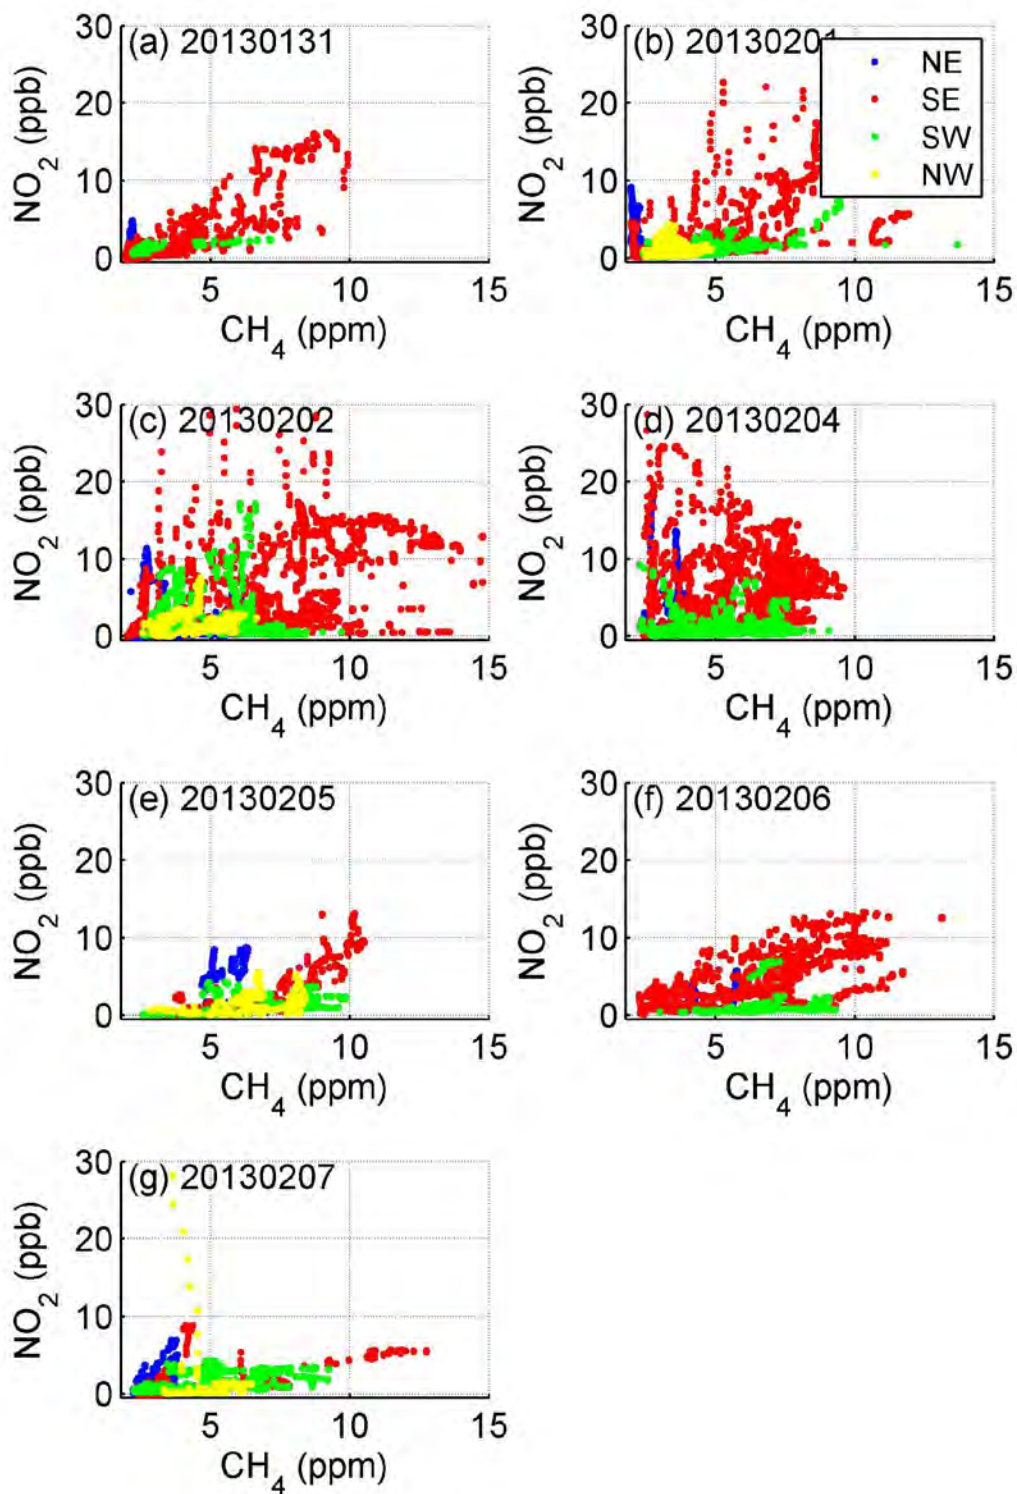 30
20
10
0
NO2 (ppb)
(a) 20130131
5
10
15
CH4 (ppm)
30
20
10
0
NO2 (ppb)
(b) 20130201
NE
SE
SW
NW
5
10
15
CH4 (ppm)
30
20
10
0
NO2 (ppb)
(c) 20130202
5
10
15
CH4 (ppm)
30
20
10
0
NO2 (ppb)
(d) 20130204
5
10
15
CH4 (ppm)
30
20
10
0
NO2 (ppb)
(e) 20130205
5
10
15
CH4 (ppm)
30
20
10
0
NO2 (ppb)
(f) 20130206
5
10
15
CH4 (ppm)
30
20
10
0
NO2 (ppb)
(g) 20130207
5
10
15
CH4 (ppm)